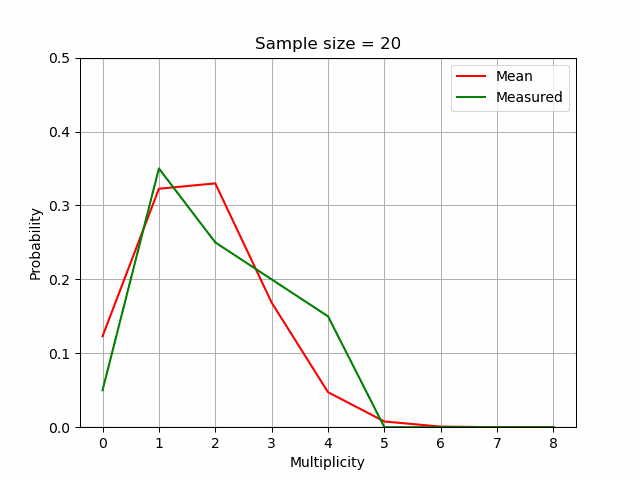 Sample size = 20
Mean
Measured
0.5
0.4
0.3
0.2
0.1
0.0
Probability
0 1 2 3 4 5 6 7 8
Multiplicity